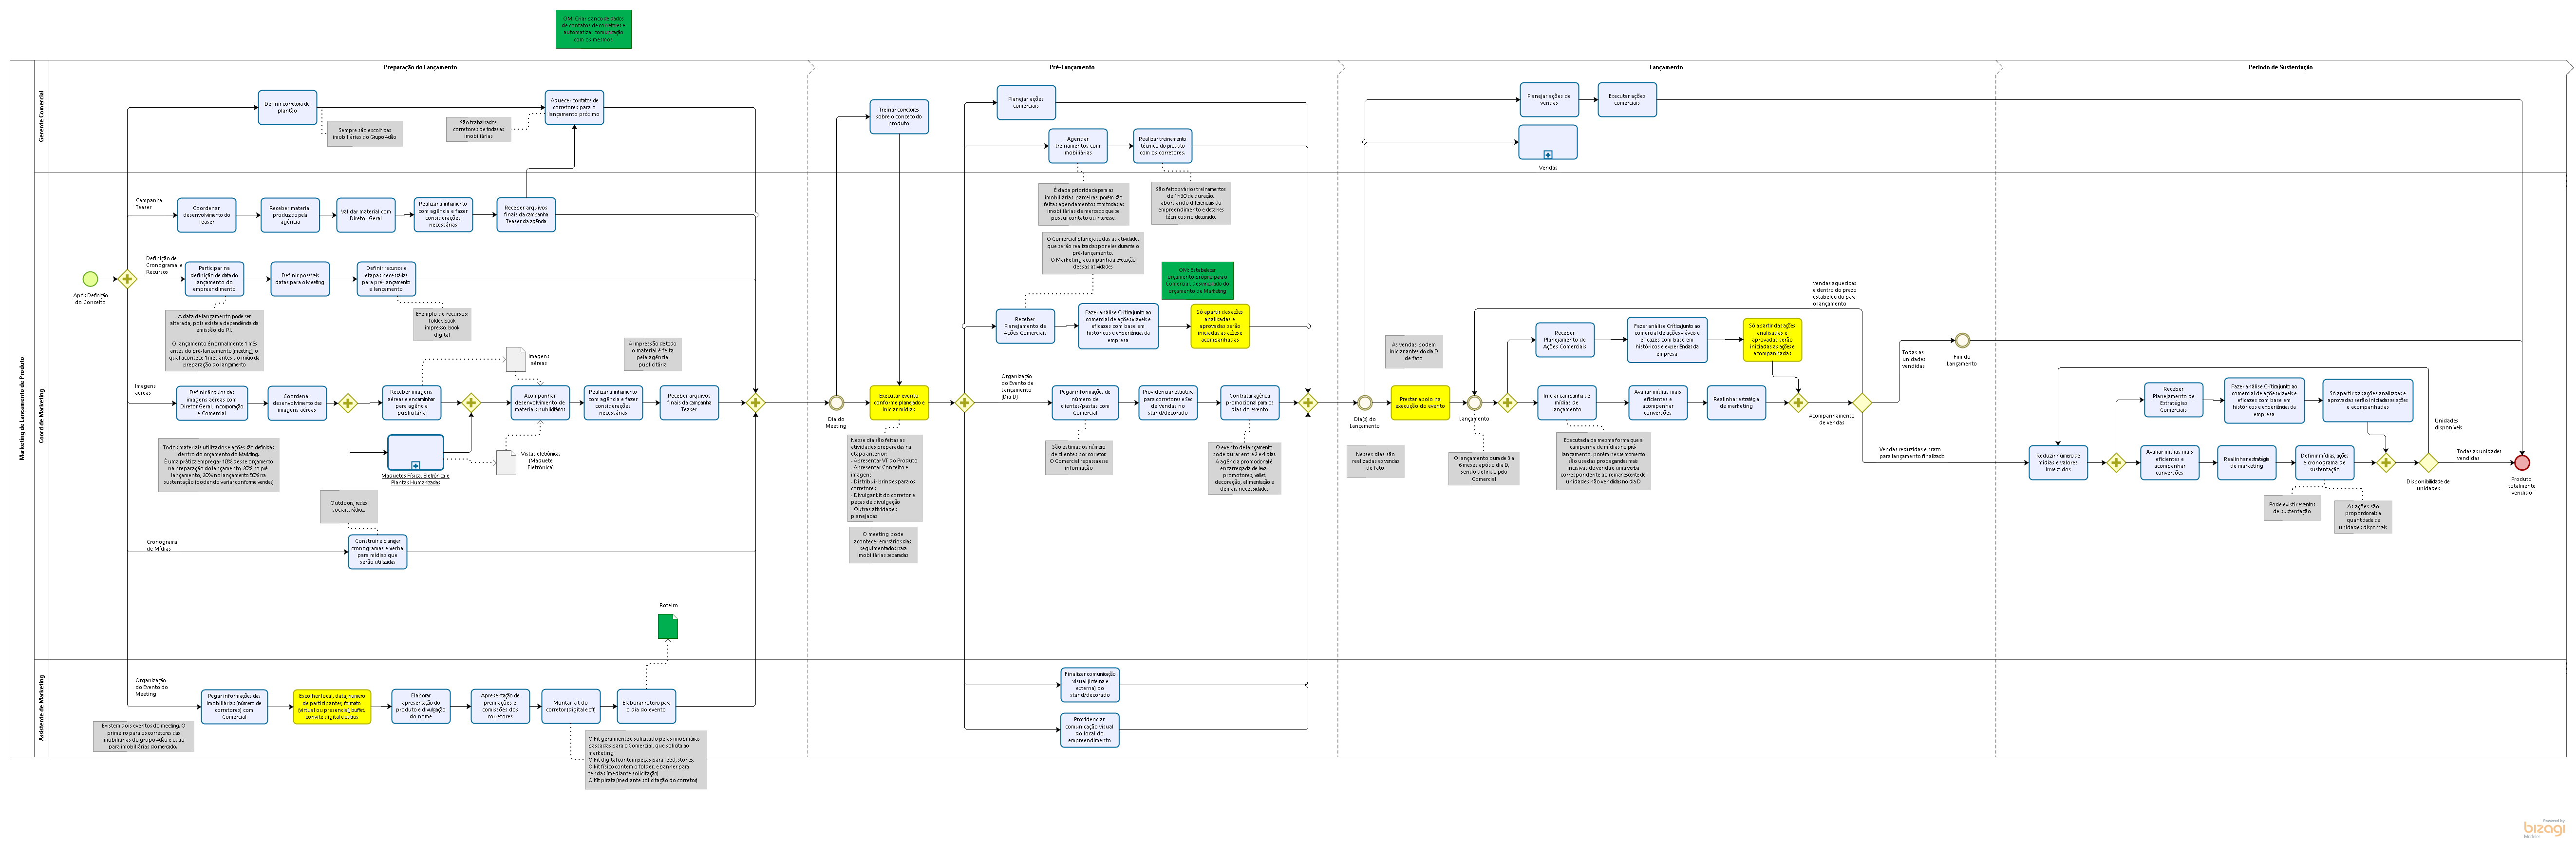 OM: Criar banco de dados
de contatos de corretores e
automatizar comunicação
com os mesmos
Marketing de Lançamento de Produto
Preparação do Lançamento
Pré-Lançamento
Lançamento
Período de Sustentação
Gerente Comercial
Definir corretora de
plantão
Sempre são escolhidas
imobiliárias do Grupo Adão
São trabalhados
corretores de todas as
imobiliárias
Aquecer contatos de
corretores para o
lançamento próximo
Treinar corretores
sobre o conceito do
produto
Planejar ações
comerciais
Agendar
treinamentos com
imobiliárias
Realizar treinamento
técnico do produto
com os corretores.
Planejar ações de
vendas
Executar ações
comerciais
Vendas
Coord de Marketing
Campanha
Teaser
Coordenar
desenvolvimento do
Teaser
Receber material
produzido pela
agência
Validar material com
Diretor Geral
Realizar alinhamento
com agência e fazer
considerações
necessárias
Receber arquivos
finais da campanha
Teaser da agência
É dada prioridade para as
imobiliárias parceiras, porém são
feitas agendamentos com todas as
imobiliárias de mercado que se
possui contato ou interesse.
São feitos vários treinamentos
de 1h30 de duração,
abordando diferenciais do
empreendimento e detalhes
técnicos no decorado.
Após Definição
do Conceito
Definição de
Cronograma e
Recursos
Participar na
definição de data do
lançamento do
empreendimento
Definir possíveis
datas para o Meeting
Definir recursos e
etapas necessárias
para pré-lançamento
e lançamento
A data de lançamento pode ser
alterada, pois existe a dependência da
emissão do RI.
O lançamento é normalmente 1 mês
antes do pré-lançamento (meeting), o
qual acontece 1 mês antes do início da
preparação do lançamento
Exemplo de recursos:
folder, book
impresso, book
digital
O Comercial planeja todas as atividades
que serão realizadas por eles durante o
pré-lançamento.
O Marketing acompanha a execução
dessas atividades
OM: Estabelecer
orçamento próprio para o
Comercial, desvinculado do
orçamento de Marketing
Receber
Planejamento de
Ações Comerciais
Fazer análise Crítica junto ao
comercial de ações viáveis e
eficazes com base em
históricos e experiências da
empresa
Só apartir das ações
analisadas e
aprovadas serão
iniciadas as ações e
acompanhadas
Vendas aquecidas
e dentro do prazo
estabelecido para
o lançamento
Receber
Planejamento de
Ações Comerciais
Fazer análise Crítica junto ao
comercial de ações viáveis e
eficazes com base em
históricos e experiências da
empresa
Só apartir das ações
analisadas e
aprovadas serão
iniciadas as ações e
acompanhadas
Todas as
unidades
vendidas
Fim do
Lançamento
Imagens
aéreas
A impressão de todo
o material é feita
pela agência
publicitária
As vendas podem
iniciar antes do dia D
de fato
Imagens
aéreas
Definir ângulos das
imagens aéreas com
Diretor Geral, Incorporação
e Comercial
Coordenar
desenvolvimento das
imagens aéreas
Receber imagens
aéreas e encaminhar
para agência
publicitária
Acompanhar
desenvolvimento de
materiais publicitários
Realizar alinhamento
com agência e fazer
considerações
necessárias
Receber arquivos
finais da campanha
Teaser
Dia do
Meeting
Executar evento
conforme planejado e
iniciar mídias
Organização
do Evento de
Lançamento
(Dia D)
Pegar informações de
número de
clientes/pastas com
Comercial
Providenciar estrutura
para corretores e Sec
de Vendas no
stand/decorado
Contratar agência
promocional para os
dias do evento
Dia(s) do
Lançamento
Prestar apoio na
execução do evento
Lançamento
Iniciar campanha de
mídias de
lançamento
Avaliar mídias mais
eficientes e
acompanhar
conversões
Realinhar estratégia
de marketing
Acompanhamento
de vendas
Receber
Planejamento de
Estratégias
Comerciais
Fazer análise Crítica junto ao
comercial de ações viáveis e
eficazes com base em
históricos e experiências da
empresa
Só apartir das ações analisadas e
aprovadas serão iniciadas as ações
e acompanhadas
Unidades
disponíveis
Todos materiais utilizados e ações são definidas
dentro do orçamento do Marketing.
É uma prática empregar 10% desse orçamento
na preparação do lançamento, 20% no pré-
lançamento, 20% no lançamento 50% na
sustentação (podendo variar conforme venda)
Maquetes Física, Eletrônica e
Plantas Humanizadas
Vistas eletrônicas
(Maquete
Eletrônica)
Nesse dia são feitas as
atividades preparadas na
etapa anterior:
- Apresentar VT do Produto
- Apresentar Conceito e
imagens
- Distribuir brindes para os
corretores
- Divulgar kit do corretor e
peças de divulgação
- Outras atividades
planejadas
São estimados número
de clientes por corretor.
O Comercial repassa esse
informação
O evento de lançamento
pode durar entre 2 e 4 dias.
A agência promocional é
encarregada de levar
promotores, valet,
decoração, alimentação e
demais necessidades
Nesses dias são
realizadas as vendas
de fato
O lançamento dura de 3 a
6 meses após o dia D,
sendo definido pelo
Comercial
Executada da mesma forma que a
campanha de mídias no pré-
lançamento, porém nesse momento
são usadas propagandas mais
incisivas de vendas e uma verba
correspondente ao remanescente de
unidades não vendidas no dia D
Vendas reduzidas e prazo
para lançamento finalizado
Reduzir número de
mídias e valores
investidos
Avaliar mídias mais
eficientes e
acompanhar
conversões
Realinhar estratégia
de marketing
Definir mídias, ações
e cronograma de
sustentação
Disponibilidade de
unidades
Todas as unidades
vendidas
Produto
totalmente
vendido
Pode existir eventos
de sustentação
As ações são
proporcionais a
quantidade de
unidades disponíveis
Outdoors, redes
sociais, rádio...
Cronograma
de Mídias
Construir e planejar
cronogramas e verba
para mídias que
serão utilizadas
O meeting pode
acontecer em vários dias,
seguimentados para
imobiliárias separadas
Roteiro
Assistente de Marketing
Organização
do Evento do
Meeting
Pegar informações das
imobiliárias (número de
corretores) com
Comercial
Escolher local, data, numero
de participantes, formato
(virtual ou presencial), buffet,
convite digital e outros
Elaborar
apresentação do
produto e divulgação
do nome
Apresentação de
premiações e
comissões dos
corretores
Montar kit do
corretor (digital e off)
Elaborar roteiro para
o dia do evento
Finalizar comunicação
visual (interna e
externa) do
stand/decorado
Providenciar
comunicação visual
do local do
empreendimento
Existem dois eventos do meeting. O
primeiro para os corretores das
imobiliárias do grupo Adão e outro
para imobiliárias do mercado.
O kit geralmente é solicitado pelas imobiliárias
passadas para o Comercial, que solicita ao
marketing.
O kit digital contém peças para feed, stories,
O kit físico contem o folder, e banner para
tendas (mediante solicitação)
O Kit pirata (mediante solicitação do corretor)
Powered by
bizagi
Modeler